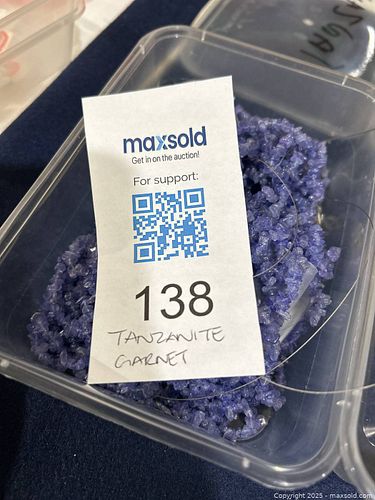 maxsold
Get in on the auction!
For support:
138
TANZANITE
GARNET
Copyright 2025 - maxsold.com